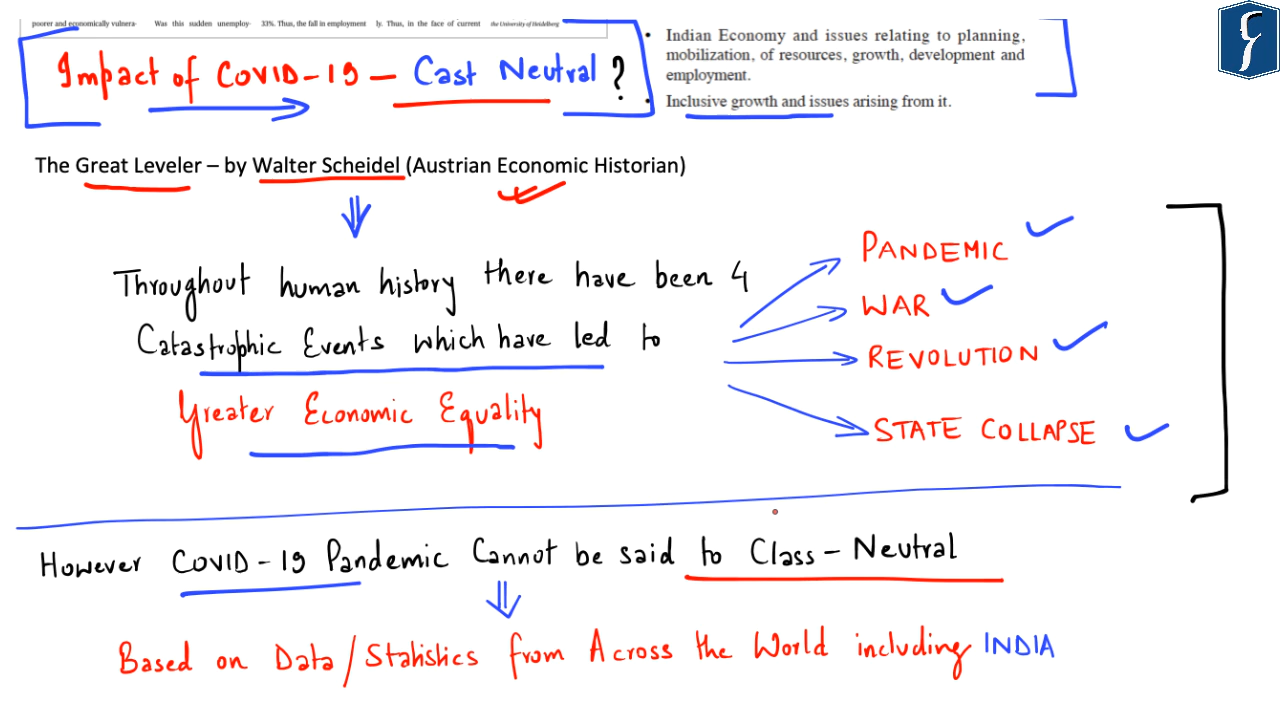 poorer and economically vulnera-
Was this sudden unemploy-
33%. Thus, the fall in employment
ly. Thus, in the face of current
the University of Heidelberg
Impact of COVID-19 – Cast Neutral ?
• Indian Economy and issues relating to planning,
mobilization, of resources, growth, development and
employment.
• Inclusive growth and issues arising from it.
The Great Leveler – by Walter Scheidel (Austrian Economic Historian)
Throughout human history there have been 4
Catastrophic Events which have led to
Greater Economic Equality
PANDEMIC
WAR
REVOLUTION
STATE COLLAPSE
However COVID-19 Pandemic Cannot be said to Class-Neutral
Based on Data/Statistics from Across the World including INDIA